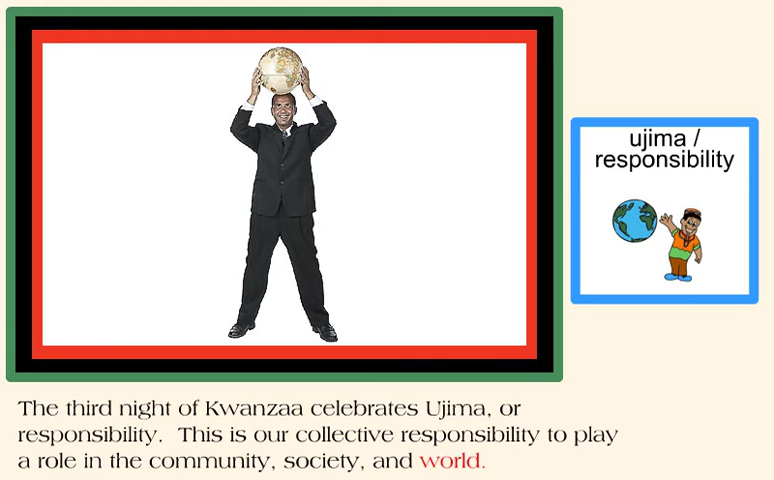 ujima /
responsibility
The third night of Kwanzaa celebrates Ujima, or
responsibility.  This is our collective responsibility to play
a role in the community, society, and world.